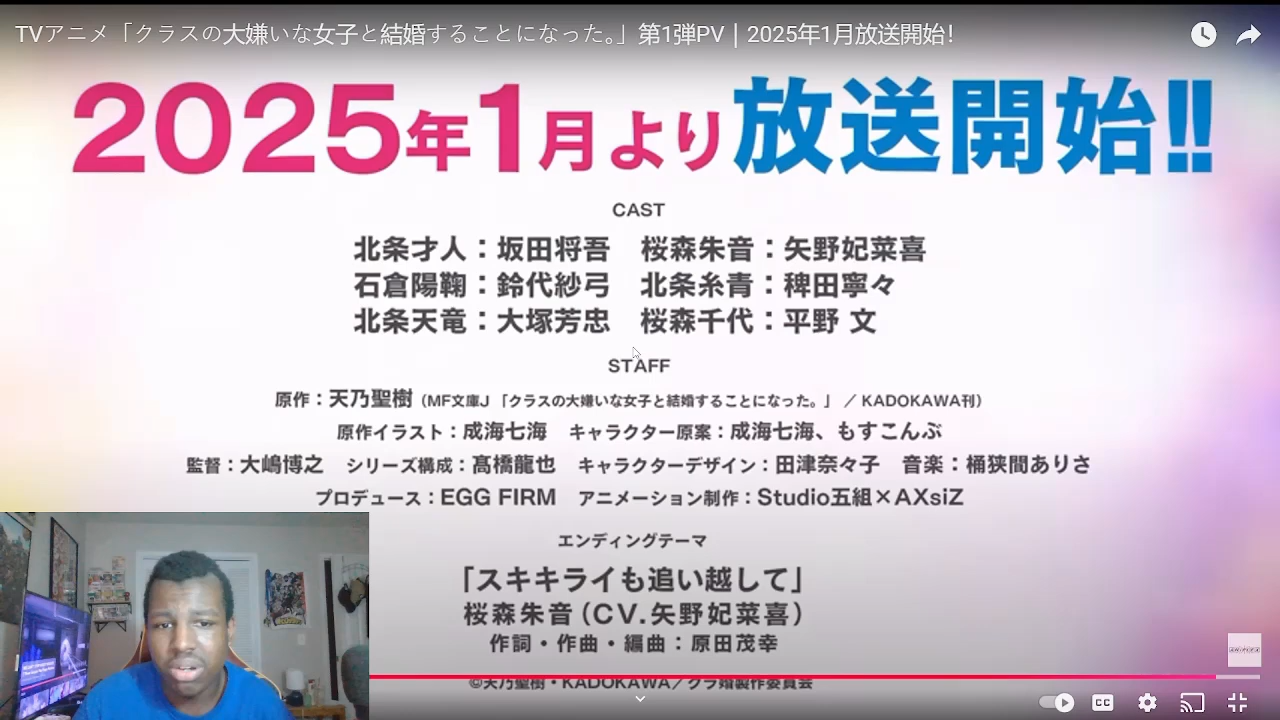 TVアニメ「クラスの大嫌いな女子と結婚することになった。」第1弾PV｜2025年1月放送開始!
2025年1月より放送開始!!
CAST
北条才人：坂田将吾　桜森朱音：矢野妃菜喜
石倉陽鞠：鈴代紗弓　北条糸青：稗田寧々
北条天竜：大塚芳忠　桜森千代：平野 文
STAFF
原作：天乃聖樹（MF文庫J 「クラスの大嫌いな女子と結婚することになった。」 ／ KADOKAWA刊）
原作イラスト：成海七海　キャラクター原案：成海七海、もすこんぶ
監督：大嶋博之　シリーズ構成：髙橋龍也　キャラクターデザイン：田津奈々子　音楽：桶狭間ありさ
プロデュース：EGG FIRM　アニメーション制作：Studio五組×AXsiZ
エンディングテーマ
「スキキライも追い越して」
桜森朱音（CV.矢野妃菜喜）
作詞・作曲・編曲：原田茂幸
©天乃聖樹・KADOKAWA／クラ婚製作委員会
CC